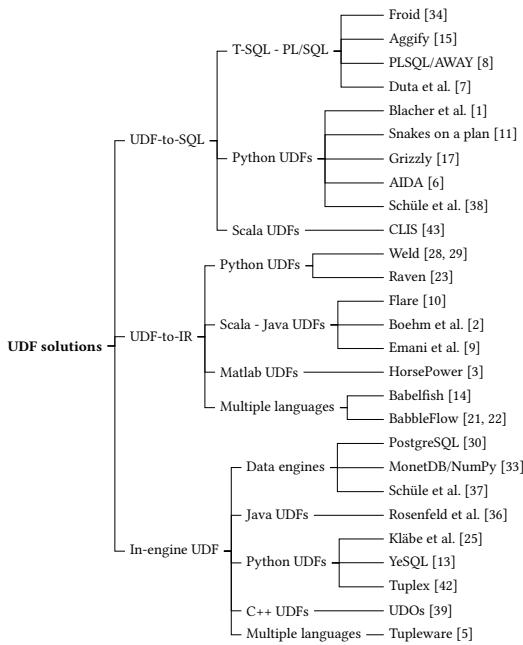 Froid [34]
T-SQL - PL/SQL
Aggify [15]
PLSQL/AWAY [8]
Duta et al. [7]
UDF-to-SQL
Blacher et al. [1]
Snakes on a plan [11]
Python UDFs
Grizzly [17]
AIDA [6]
Schüle et al. [38]
Scala UDFs
CLIS [43]
UDF solutions
UDF-to-IR
Python UDFs
Weld [28, 29]
Raven [23]
Flare [10]
Scala - Java UDFs
Boehm et al. [2]
Emani et al. [9]
Matlab UDFs
HorsePower [3]
Multiple languages
Babelfish [14]
BabbleFlow [21, 22]
In-engine UDF
PostgreSQL [30]
Data engines
MonetDB/NumPy [33]
Schüle et al. [37]
Java UDFs
Rosenfeld et al. [36]
Kläbe et al. [25]
Python UDFs
YeSQL [13]
Tuplex [42]
C++ UDFs
UDOs [39]
Multiple languages
Tupleware [5]